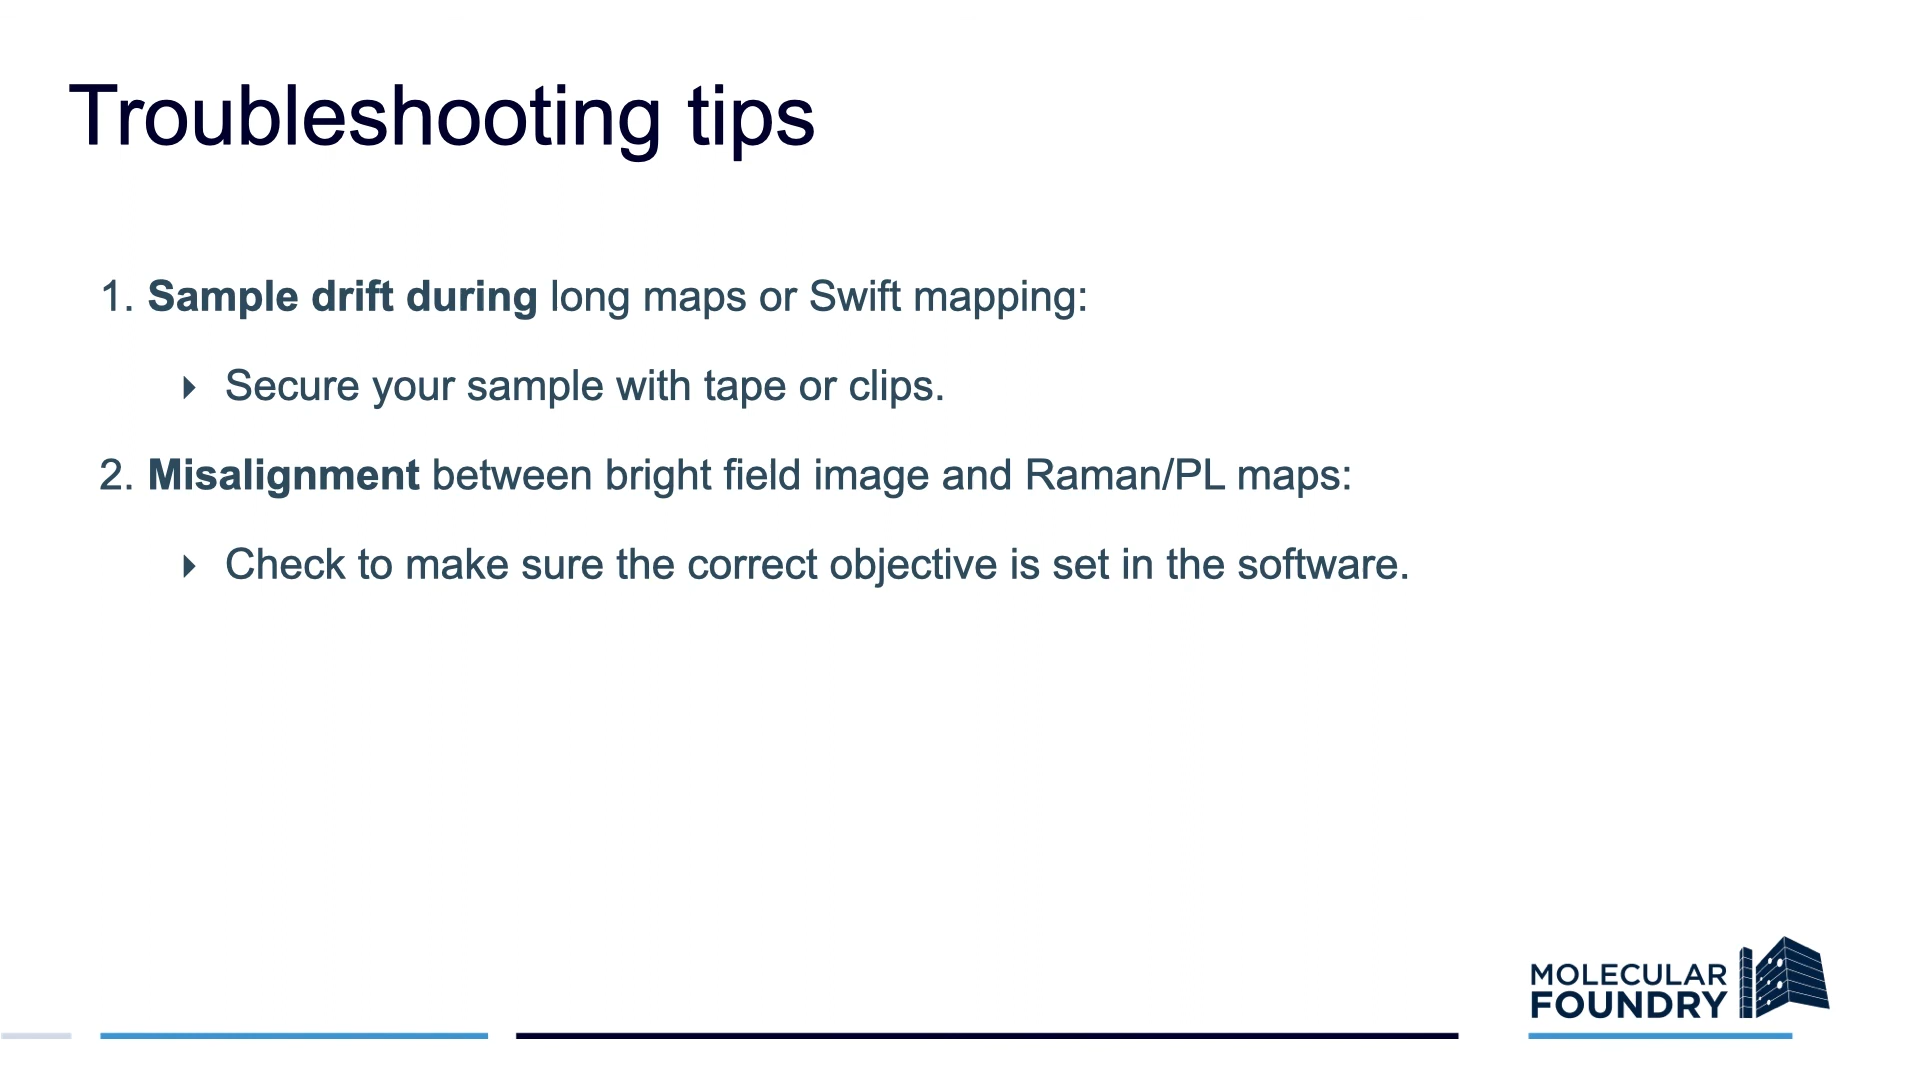 Troubleshooting tips
1. Sample drift during long maps or Swift mapping:
Secure your sample with tape or clips.
2. Misalignment between bright field image and Raman/PL maps:
Check to make sure the correct objective is set in the software.
MOLECULAR
FOUNDRY